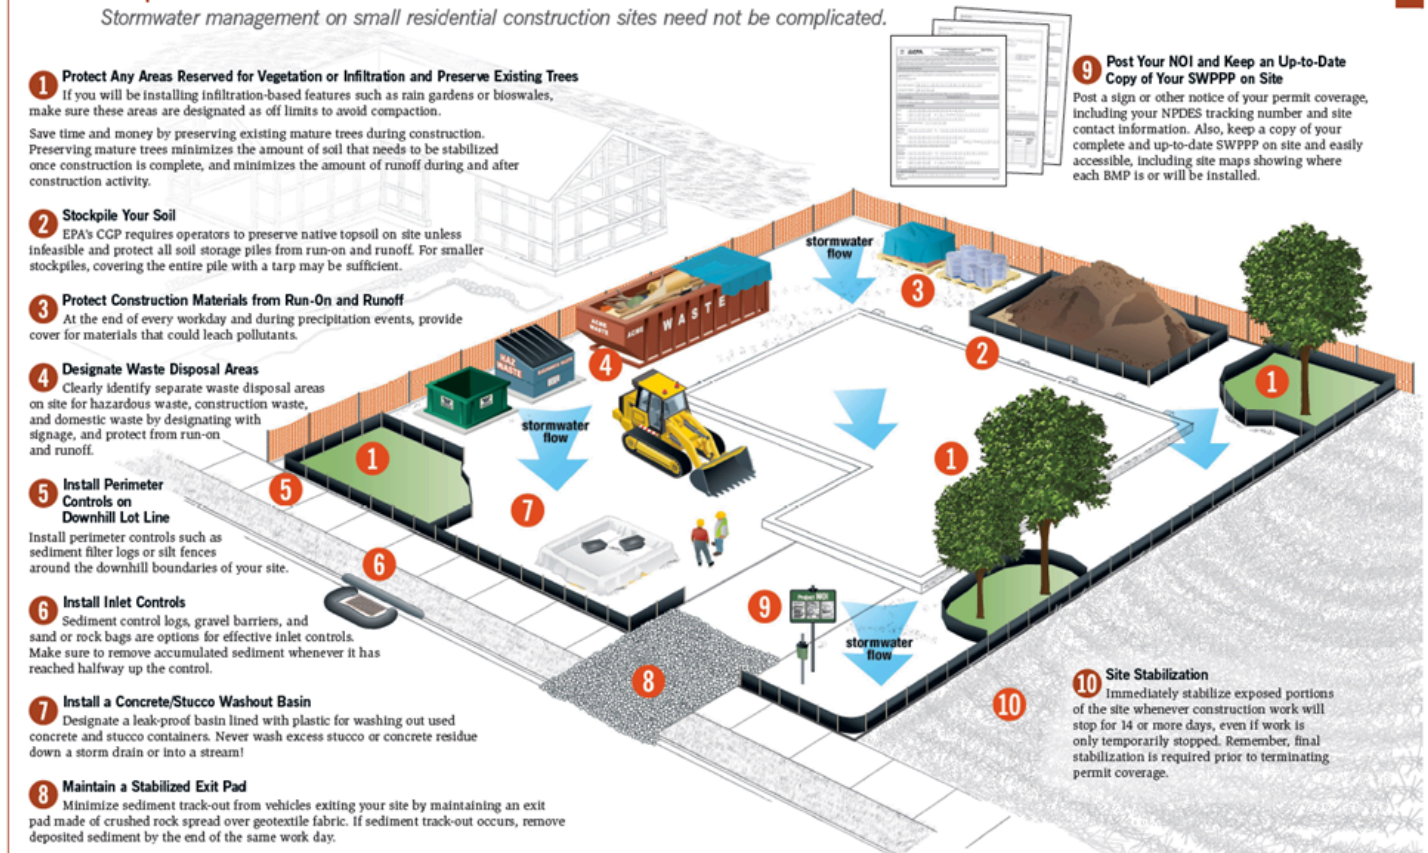 Stormwater management on small residential construction sites need not be complicated.
1 Protect Any Areas Reserved for Vegetation or Infiltration and Preserve Existing Trees
If you will be installing infiltration-based features such as rain gardens or bioswales,
make sure these areas are designated as off limits to avoid compaction.
Save time and money by preserving existing mature trees during construction.
Preserving mature trees minimizes the amount of soil that needs to be stabilized
once construction is complete, and minimizes the amount of runoff during and after
construction activity.
2 Stockpile Your Soil
EPA's CGP requires operators to preserve native topsoil on site unless
infeasible and protect all soil storage piles from run-on and runoff. For smaller
stockpiles, covering the entire pile with a tarp may be sufficient.
3 Protect Construction Materials from Run-On and Runoff
At the end of every workday and during precipitation events, provide
cover for materials that could leach pollutants.
4 Designate Waste Disposal Areas
Clearly identify separate waste disposal areas
on site for hazardous waste, construction waste,
and domestic waste by designating with
signage, and protect from run-on
and runoff.
5 Install Perimeter
Controls on
Downhill Lot Line
Install perimeter controls such as
sediment filter logs or silt fences
around the downhill boundaries of your site.
6 Install Inlet Controls
Sediment control logs, gravel barriers, and
sand or rock bags are options for effective inlet controls.
Make sure to remove accumulated sediment whenever it has
reached halfway up the control.
7 Install a Concrete/Stucco Washout Basin
Designate a leak-proof basin lined with plastic for washing out used
concrete and stucco containers. Never wash excess stucco or concrete residue
down a storm drain or into a stream!
8 Maintain a Stabilized Exit Pad
Minimize sediment track-out from vehicles exiting your site by maintaining an exit
pad made of crushed rock spread over geotextile fabric. If sediment track-out occurs, remove
deposited sediment by the end of the same work day.
9 Post Your NOI and Keep an Up-to-Date
Copy of Your SWPPP on Site
Post a sign or other notice of your permit coverage,
including your NPDES tracking number and site
contact information. Also, keep a copy of your
complete and up-to-date SWPPP on site and easily
accessible, including site maps showing where
each BMP is or will be installed.
10 Site Stabilization
Immediately stabilize exposed portions
of the site whenever construction work will
stop for 14 or more days, even if work is
only temporarily stopped. Remember, final
stabilization is required prior to terminating
permit coverage.
stormwater
flow
3
ACME
WASTE
ACME WASTE
HAZ
WASTE
4
2
1
stormwater
flow
1
1
5
7
6
9
Project NOI
stormwater
flow
8
10